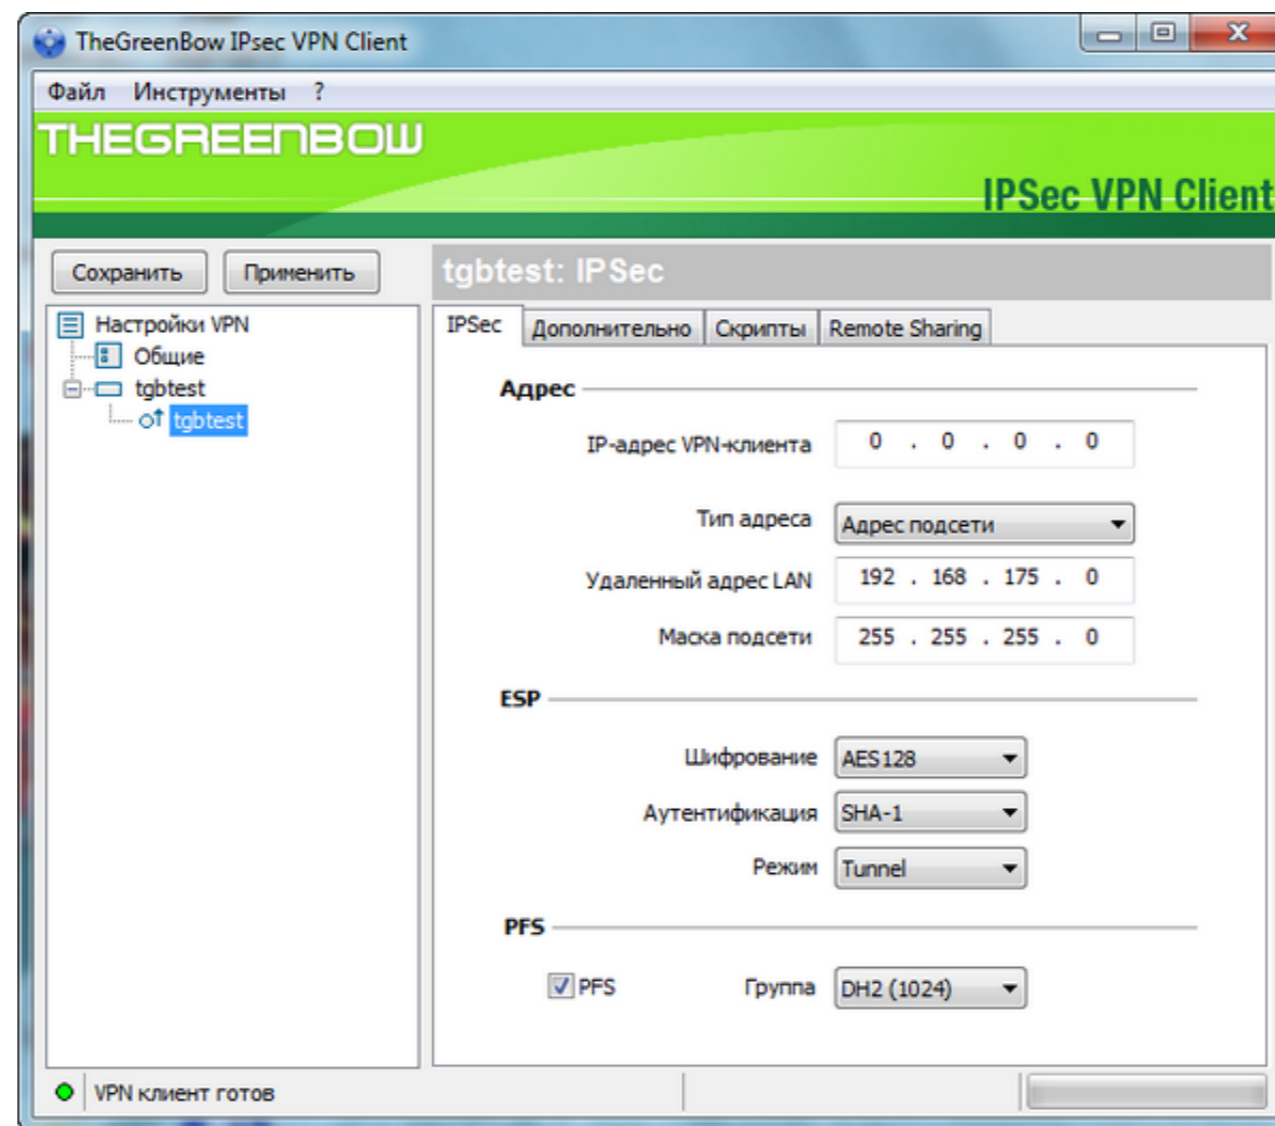 TheGreenBow IPsec VPN Client
Файл Инструменты ?
THEGREENBOW
IPSec VPN Client
Сохранить Применить
tgbtest: IPSec
Настройки VPN
Общие
tgbtest
tgbtest
IPSec Дополнительно Скрипты Remote Sharing
Адрес
IP-адрес VPN-клиента 0 . 0 . 0 . 0
Тип адреса Адрес подсети
Удаленный адрес LAN 192 . 168 . 175 . 0
Маска подсети 255 . 255 . 255 . 0
ESP
Шифрование AES128
Аутентификация SHA-1
Режим Tunnel
PFS
PFS Группа DH2 (1024)
VPN клиент готов